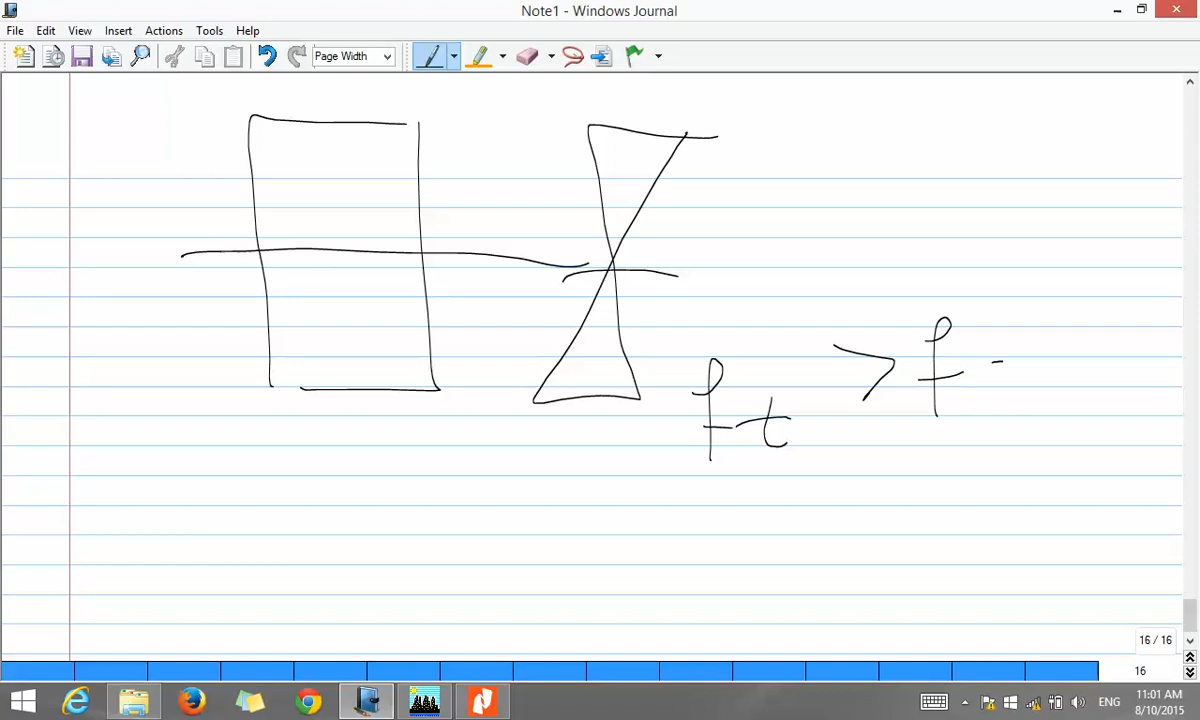 Note1 - Windows Journal
File Edit View Insert Actions Tools Help
Page Width
ft > f -
16 / 16
16
ENG
11:01 AM
8/10/2015